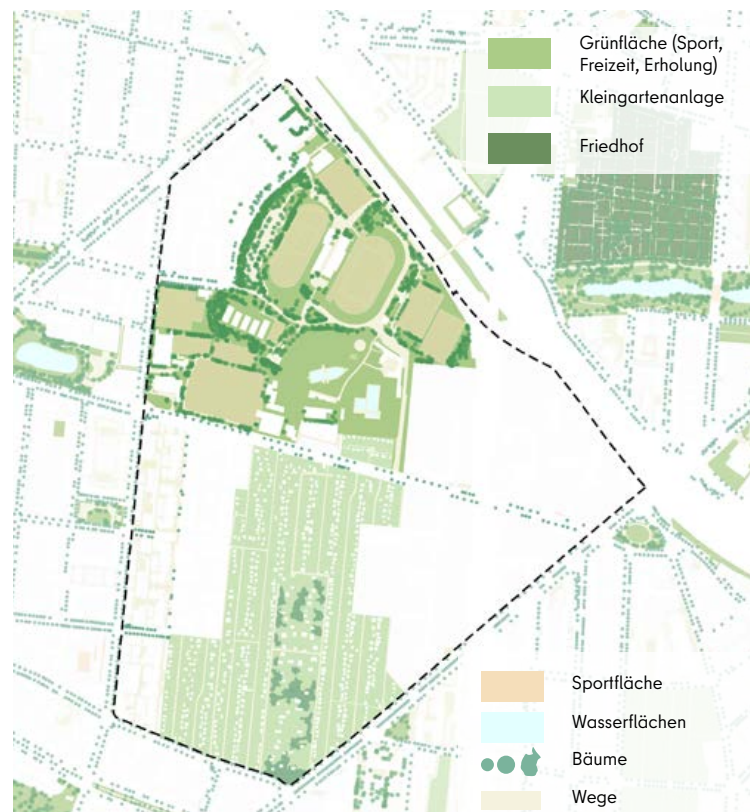 Grünfläche (Sport,
Freizeit, Erholung)
Kleingartenanlage
Friedhof
Sportfläche
Wasserflächen
Bäume
Wege